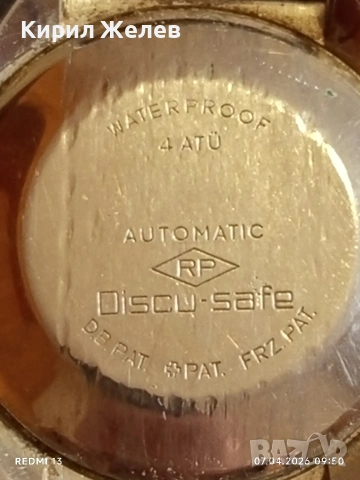 Кирил Желев
WATERPROOF
4 ATÜ
AUTOMATIC
RP
Discu-safe
DB.PAT. ✚PAT. FRZ.PAT.
REDMI 13
07.04.2026 09:50
BAZAR